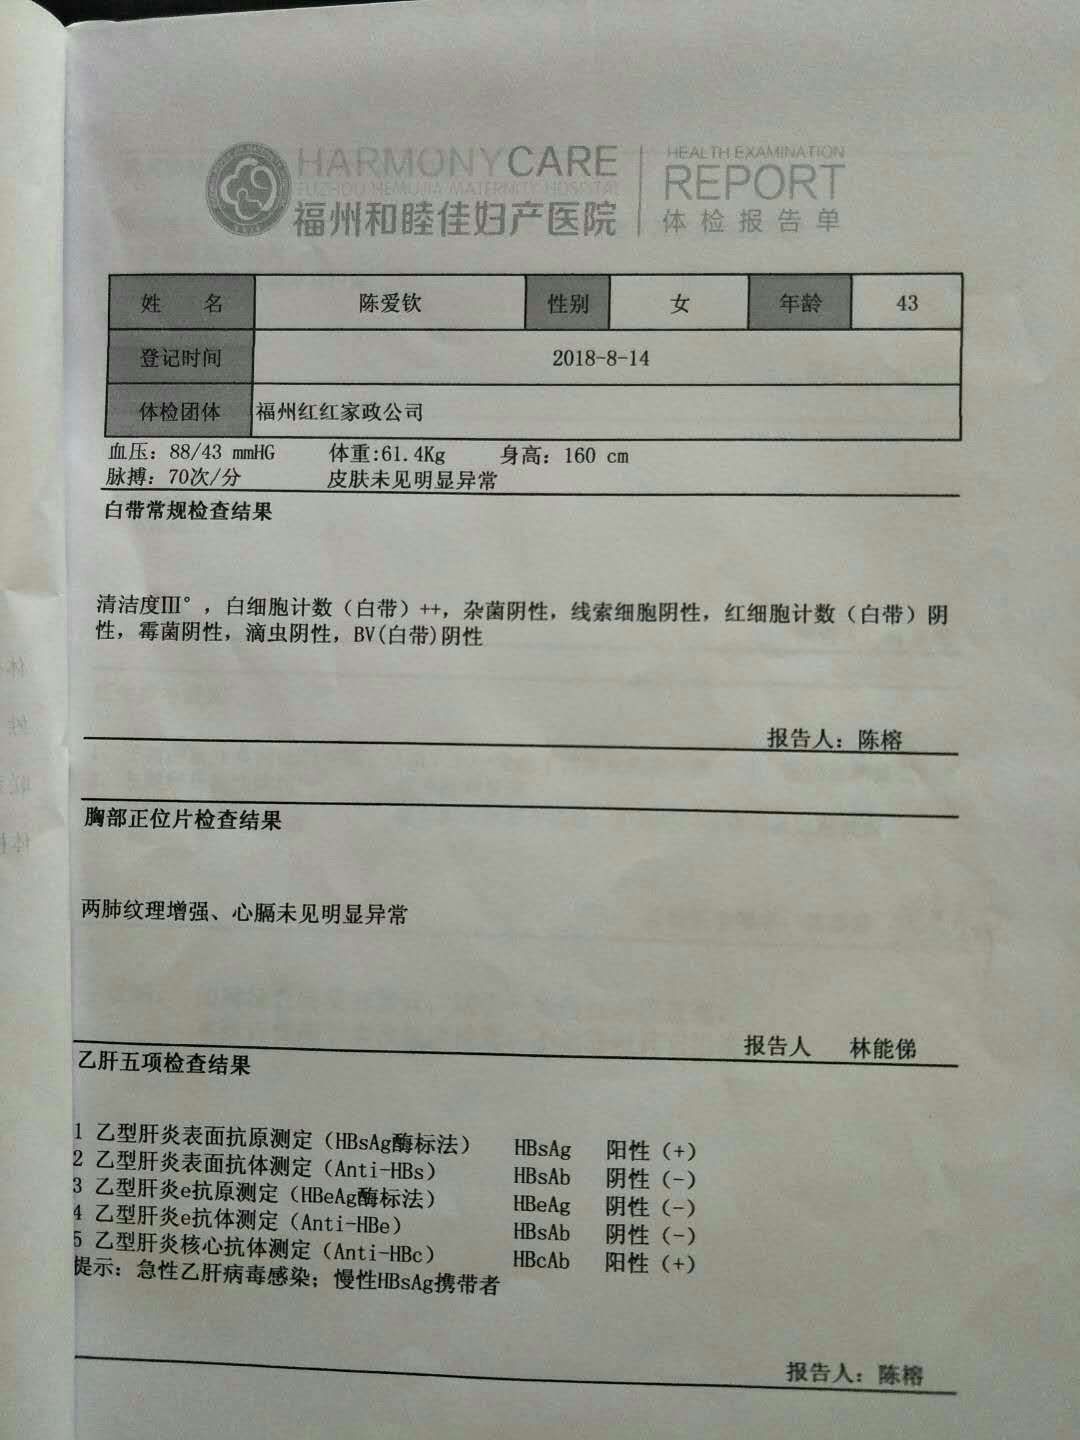 HARMONYCARE
FUZHOU HEMUJIA MATERNITY HOSPITAL
福州和睦佳妇产医院
HEALTH EXAMINATION
REPORT
体检报告单
姓 名 陈爱钦 性别 女 年龄 43
登记时间 2018-8-14
体检团体 福州红红家政公司
血压：88/43 mmHG 体重:61.4Kg 身高：160 cm
脉搏：70次/分 皮肤未见明显异常
白带常规检查结果
清洁度Ⅲ°，白细胞计数（白带）++，杂菌阴性，线索细胞阴性，红细胞计数（白带）阴
性，霉菌阴性，滴虫阴性，BV(白带)阴性
报告人：陈榕
胸部正位片检查结果
两肺纹理增强、心膈未见明显异常
报告人 林能俤
乙肝五项检查结果
1 乙型肝炎表面抗原测定（HBsAg酶标法） HBsAg 阳性（+）
2 乙型肝炎表面抗体测定（Anti-HBs） HBsAb 阴性（-）
3 乙型肝炎e抗原测定（HBeAg酶标法） HBeAg 阴性（-）
4 乙型肝炎e抗体测定（Anti-HBe） HBsAb 阴性（-）
5 乙型肝炎核心抗体测定（Anti-HBc） HBcAb 阳性（+）
提示：急性乙肝病毒感染；慢性HBsAg携带者
报告人：陈榕